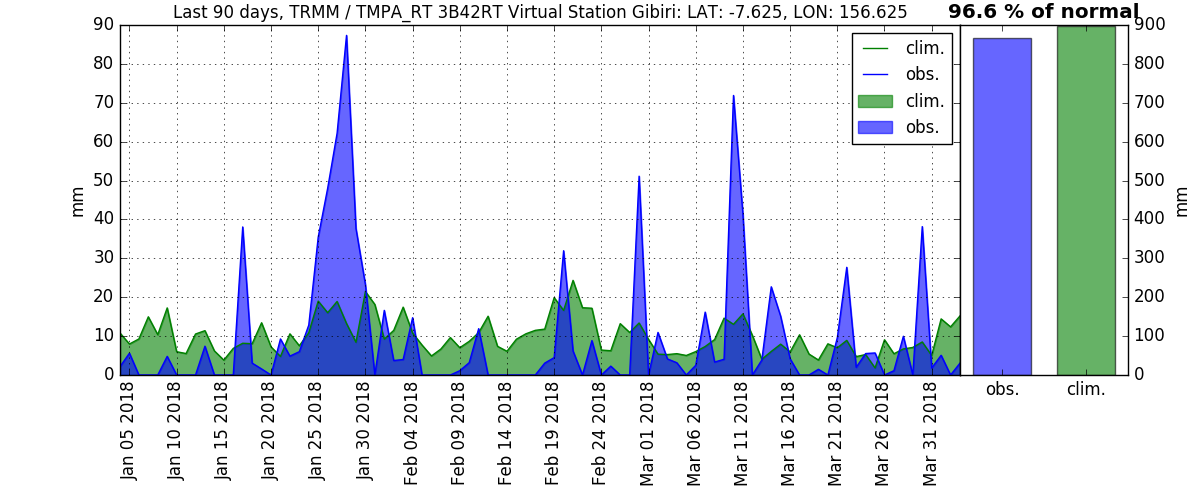 Last 90 days, TRMM / TMPA_RT 3B42RT Virtual Station Gibiri: LAT: -7.625, LON: 156.625
96.6 % of normal
90
80
70
60
50
40
30
20
10
0
mm
clim.
obs.
clim.
obs.
900
800
700
600
500
400
300
200
100
0
mm
Jan 05 2018
Jan 10 2018
Jan 15 2018
Jan 20 2018
Jan 25 2018
Jan 30 2018
Feb 04 2018
Feb 09 2018
Feb 14 2018
Feb 19 2018
Feb 24 2018
Mar 01 2018
Mar 06 2018
Mar 11 2018
Mar 16 2018
Mar 21 2018
Mar 26 2018
Mar 31 2018
obs.
clim.